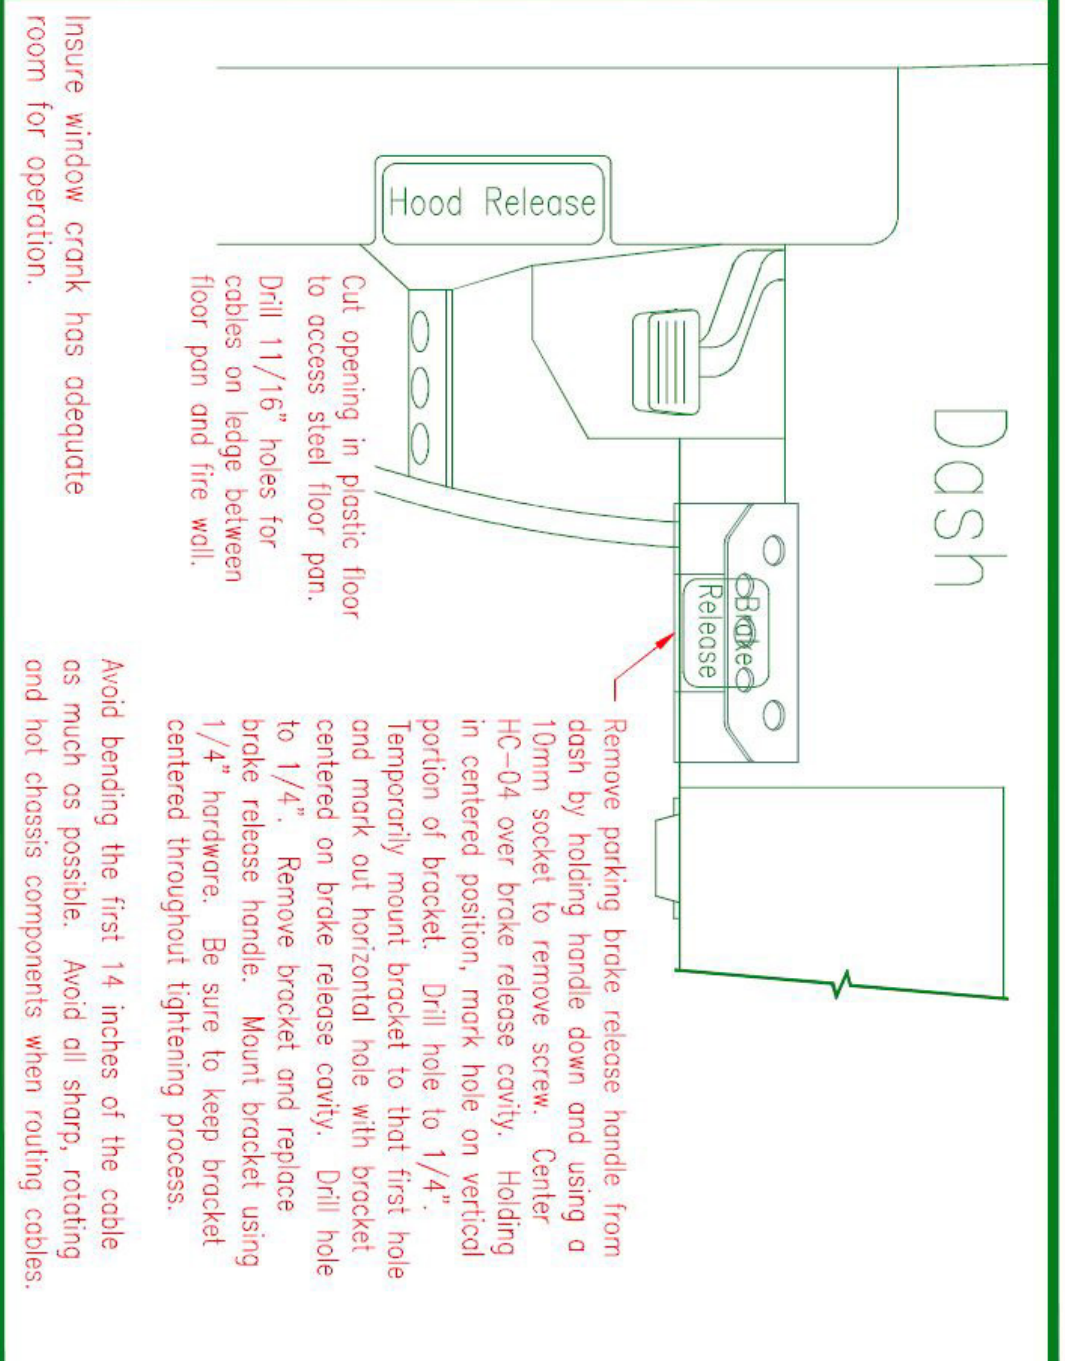 Dash
Hood Release
Brake
Release
Cut opening in plastic floor
to access steel floor pan.
Drill 11/16" holes for
cables on ledge between
floor pan and fire wall.
Insure window crank has adequate
room for operation.
Remove parking brake release handle from
dash by holding handle down and using a
10mm socket to remove screw. Center
HC-04 over brake release cavity. Holding
in centered position, mark hole on vertical
portion of bracket. Drill hole to 1/4".
Temporarily mount bracket to that first hole
and mark out horizontal hole with bracket
centered on brake release cavity. Drill hole
to 1/4". Remove bracket and replace
brake release handle. Mount bracket using
1/4" hardware. Be sure to keep bracket
centered throughout tightening process.
Avoid bending the first 14 inches of the cable
as much as possible. Avoid all sharp, rotating
and hot chassis components when routing cables.